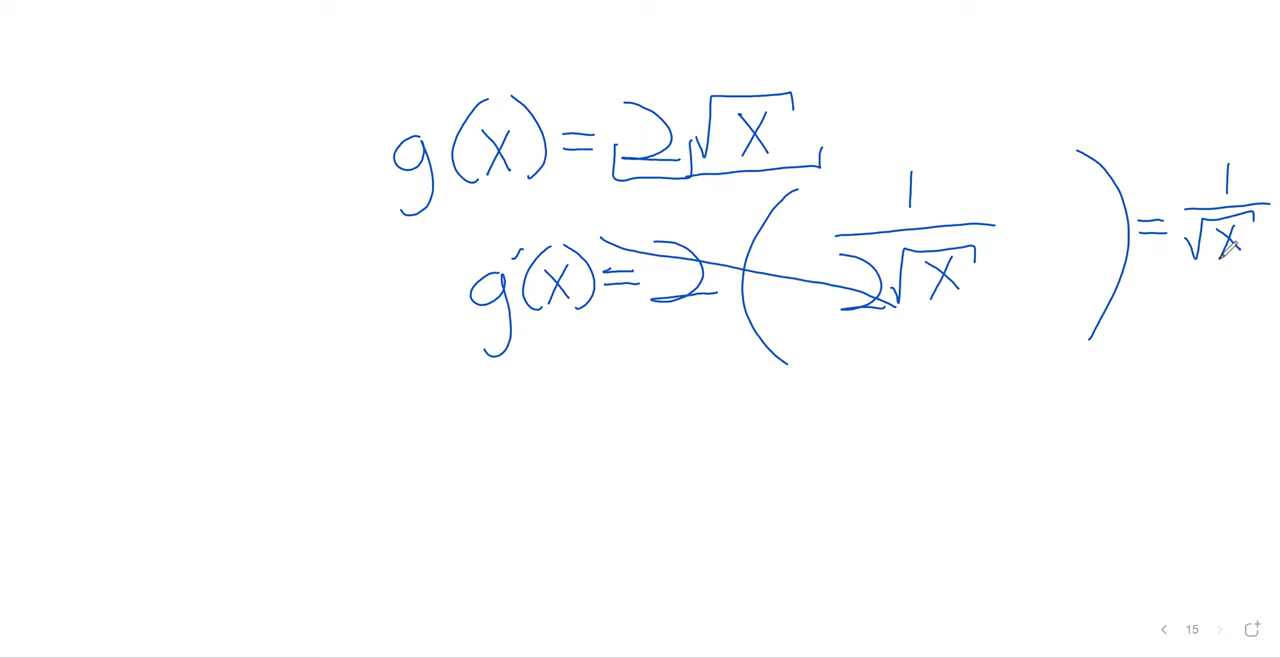 g(x) = 2√x
g'(x) = 2 ( 1 / 2√x ) = 1 / √x
15